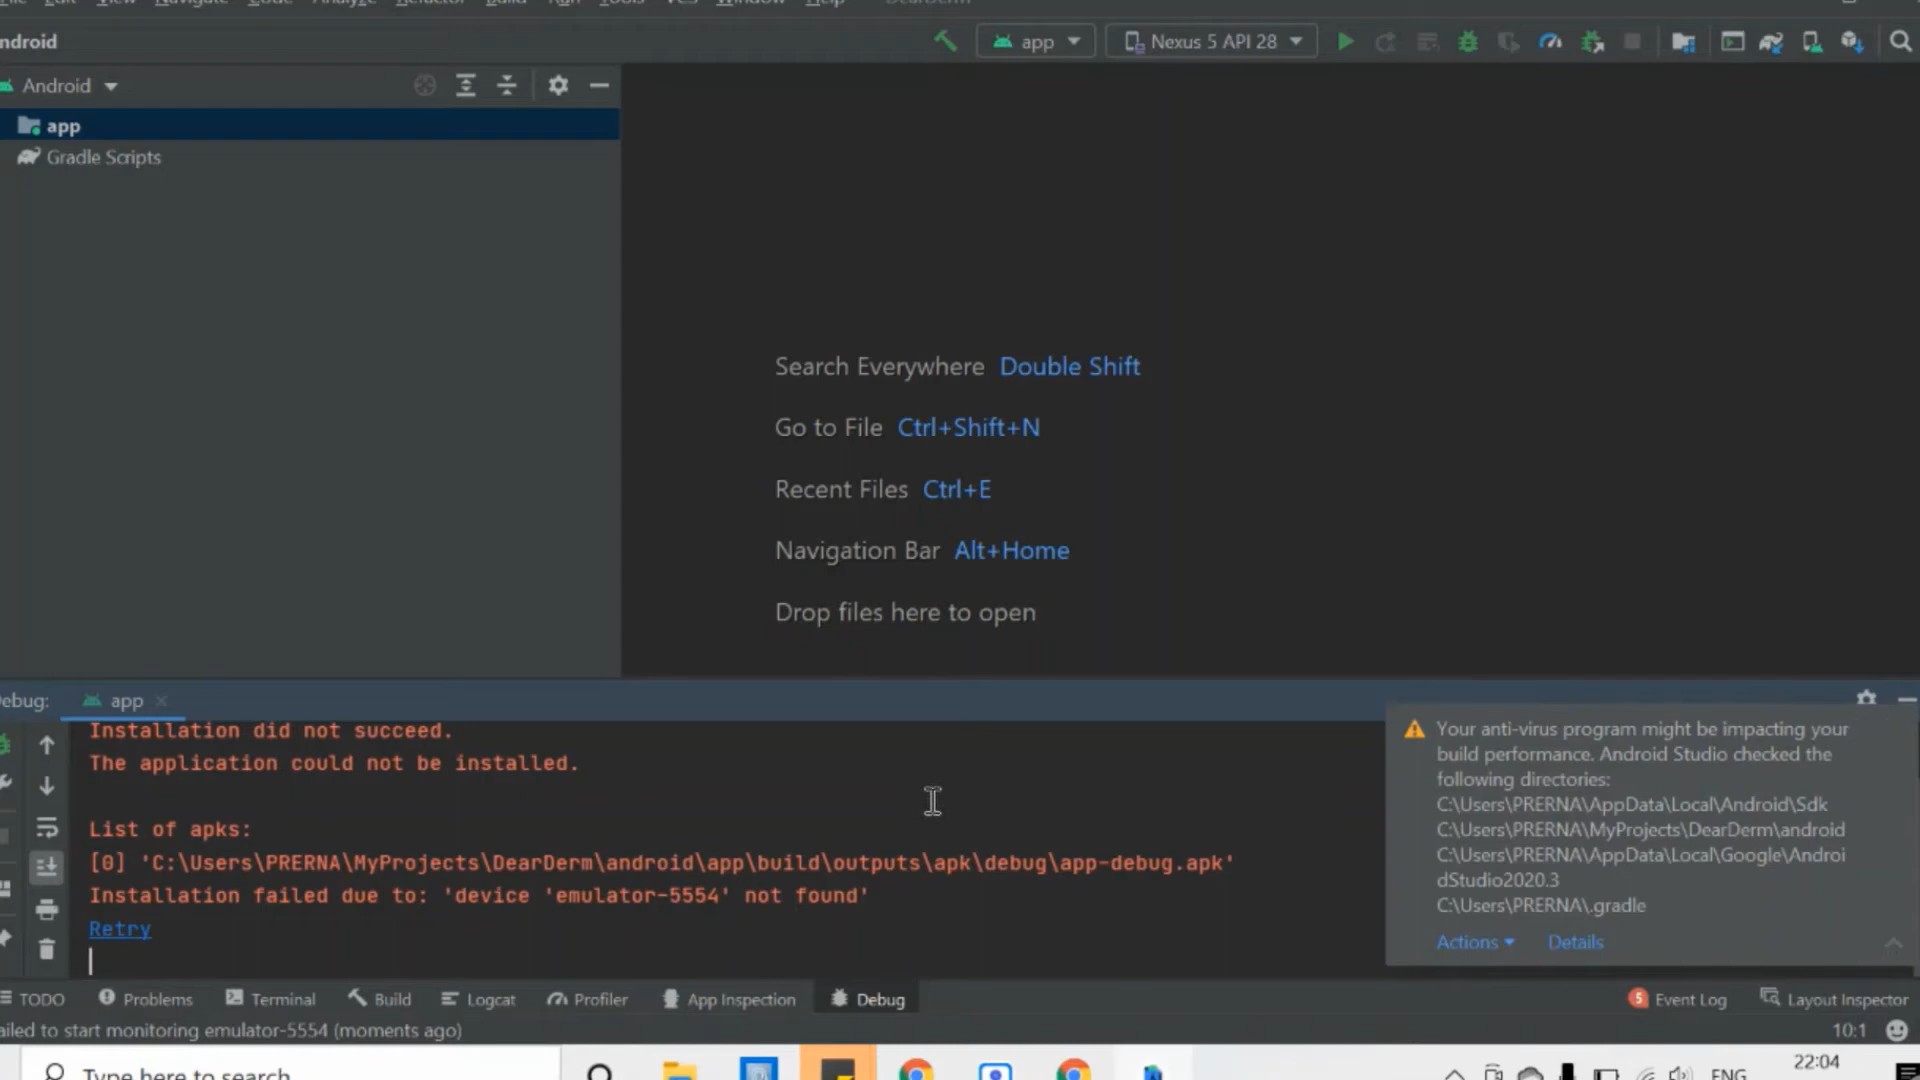 ndroid
app
Nexus 5 API 28
Android
app
Gradle Scripts
Search Everywhere Double Shift
Go to File Ctrl+Shift+N
Recent Files Ctrl+E
Navigation Bar Alt+Home
Drop files here to open
ebug: app
Installation did not succeed.
The application could not be installed.
List of apks:
[0] 'C:\Users\PRERNA\MyProjects\DearDerm\android\app\build\outputs\apk\debug\app-debug.apk'
Installation failed due to: 'device 'emulator-5554' not found'
Retry
Your anti-virus program might be impacting your
build performance. Android Studio checked the
following directories:
C:\Users\PRERNA\AppData\Local\Android\Sdk
C:\Users\PRERNA\MyProjects\DearDerm\android
C:\Users\PRERNA\AppData\Local\Google\Androi
dStudio2020.3
C:\Users\PRERNA\.gradle
Actions Details
TODO Problems Terminal Build Logcat Profiler App Inspection Debug 5 Event Log Layout Inspector
ailed to start monitoring emulator-5554 (moments ago) 10:1
Type here to search
ENG
22:04